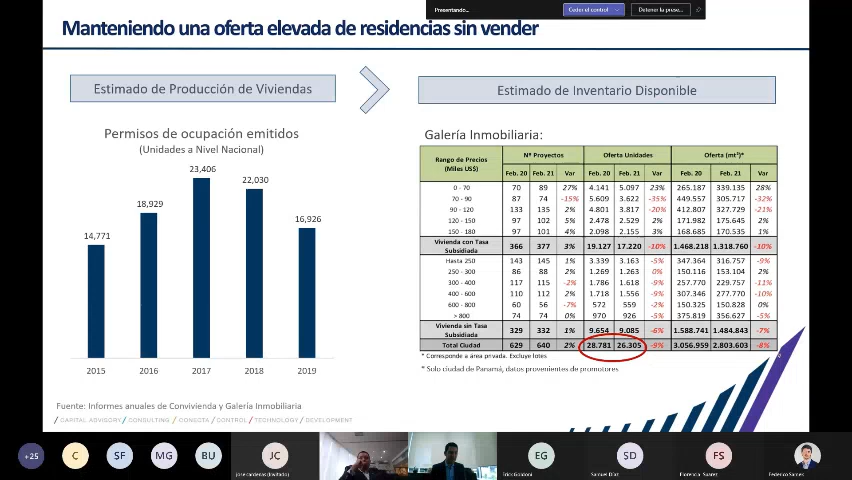 Presentando...
Ceder el control
Detener la prese...
Manteniendo una oferta elevada de residencias sin vender
Estimado de Producción de Viviendas
Estimado de Inventario Disponible
Permisos de ocupación emitidos
(Unidades a Nivel Nacional)
14,771
18,929
23,406
22,030
16,926
2015 2016 2017 2018 2019
Galería Inmobiliaria:
Rango de Precios (Miles US$) Nº Proyectos Oferta Unidades Oferta (mt²)*
Feb. 20 Feb. 21 Var Feb. 20 Feb. 21 Var Feb. 20 Feb. 21 Var
0 - 70 70 89 27% 4.141 5.097 23% 265.187 339.135 28%
70 - 90 87 74 -15% 5.609 3.622 -35% 449.557 305.717 -32%
90 - 120 133 135 2% 4.801 3.817 -20% 412.807 327.729 -21%
120 - 150 97 102 5% 2.478 2.529 2% 171.982 175.645 2%
150 - 180 97 101 4% 2.098 2.155 3% 168.685 170.535 1%
Vivienda con Tasa Subsidiada 366 377 3% 19.127 17.220 -10% 1.468.218 1.318.760 -10%
Hasta 250 143 145 1% 3.339 3.163 -5% 347.364 316.757 -9%
250 - 300 86 88 2% 1.269 1.263 0% 150.116 153.104 2%
300 - 400 117 115 -2% 1.786 1.618 -9% 257.770 229.757 -11%
400 - 600 110 112 2% 1.718 1.556 -9% 307.346 277.770 -10%
600 - 800 60 56 -7% 572 559 -2% 150.325 150.828 0%
> 800 74 74 0% 970 926 -5% 375.819 356.627 -5%
Vivienda sin Tasa Subsidiada 329 332 1% 9.654 9.085 -6% 1.588.741 1.484.843 -7%
Total Ciudad 629 640 2% 28.781 26.305 -9% 3.056.959 2.803.603 -8%
* Corresponde a área privada. Excluye lotes
* Solo ciudad de Panamá, datos provenientes de promotores
Fuente: Informes anuales de Convivienda y Galería Inmobiliaria
/ CAPITAL ADVISORY / CONSULTING / CONECTA / CONTROL / TECHNOLOGY / DEVELOPMENT
+25 C SF MG BU JC EG SD FS
jose cardenas (Invitado)
Samuel Díaz